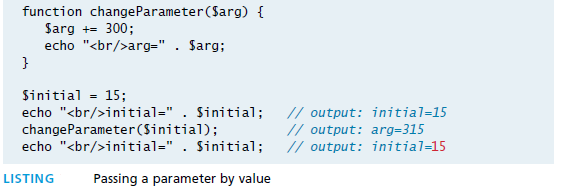 function changeParameter($arg) {
$arg += 300;
echo "<br/>arg=" . $arg;
}
$initial = 15;
echo "<br/>initial=" . $initial; // output: initial=15
changeParameter($initial); // output: arg=315
echo "<br/>initial=" . $initial; // output: initial=15
LISTING Passing a parameter by value